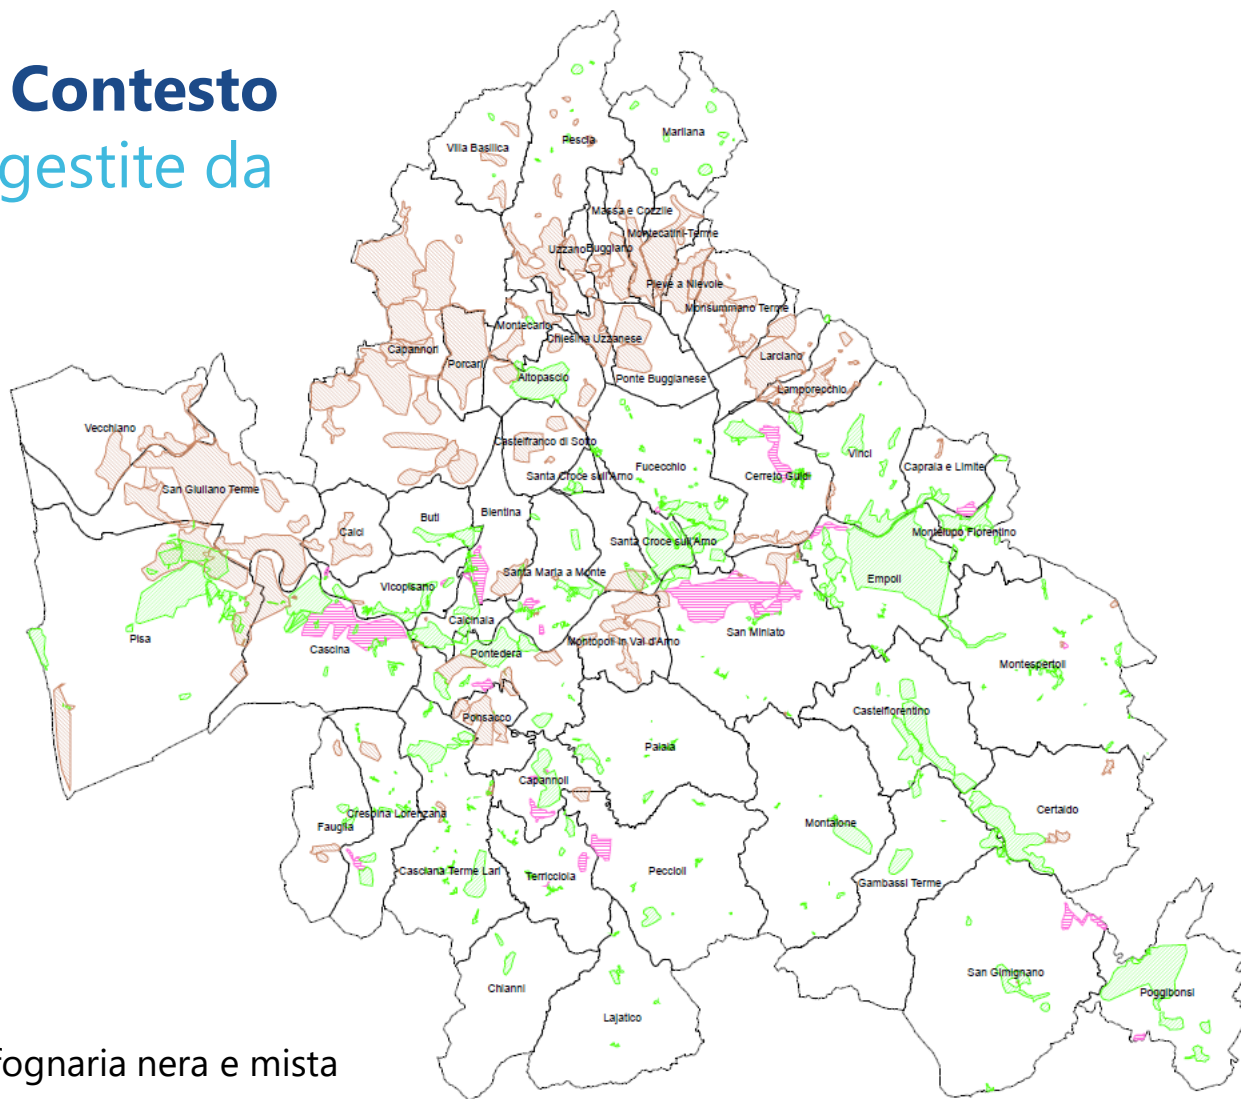 Contesto
gestite da
Marliana
Pescia
Villa Basilica
Massa e Cozzile
Montecatini-Terme
Uzzano
Buggiano
Pieve a Nievole
Monsummano Terme
Montecarlo
Chiesina Uzzanese
Capannori
Porcari
Larciano
Altopascio
Ponte Buggianese
Lamporecchio
Vecchiano
Castelfranco di Sotto
Vinci
Fucecchio
Capraia e Limite
Santa Croce sull'Arno
Cerreto Guidi
San Giuliano Terme
Bientina
Buti
Calci
Montelupo Fiorentino
Santa Croce sull'Arno
Santa Maria a Monte
Empoli
Vicopisano
Calcinaia
San Miniato
Pisa
Montopoli in Val d'Arno
Cascina
Pontedera
Montespertoli
Castelfiorentino
Ponsacco
Palaia
Capannoli
Certaldo
Crespina Lorenzana
Montaione
Fauglia
Casciana Terme Lari
Peccioli
Terricciola
Gambassi Terme
San Gimignano
Chianni
Poggibonsi
Lajatico
fognaria nera e mista